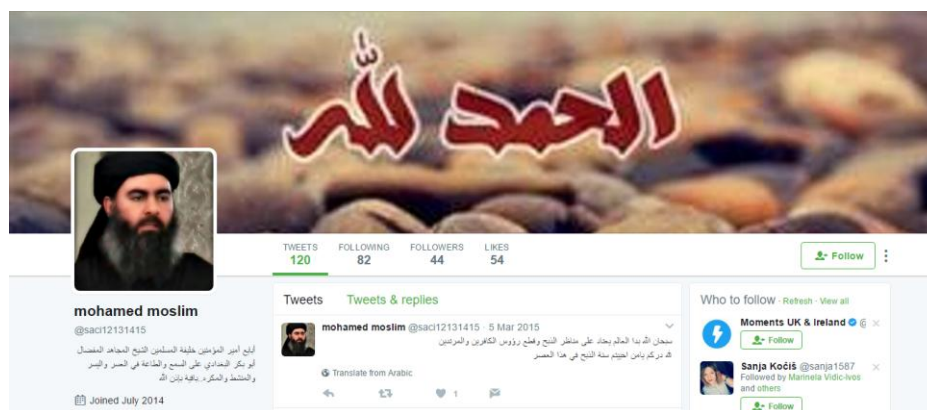 الحمد لله
TWEETS
120
FOLLOWING
82
FOLLOWERS
44
LIKES
54
Follow
mohamed moslim
@saci12131415
أبايع أمير المؤمنين خليفة المسلمين الشيخ المجاهد المفضال
أبو بكر البغدادي على السمع والطاعة في العسر واليسر
والمنشط والمكره..باقية بإذن الله
Joined July 2014
Tweets
Tweets & replies
mohamed moslim @saci12131415 · 5 Mar 2015
سبحان الله بدا العالم يعتاد على مناظر الذبح وقطع رؤوس الكافرين والمرتدين
لله دركم يامن احييتم سنة الذبح في هذا العصر
Translate from Arabic
1
Who to follow · Refresh · View all
Moments UK & Ireland @
Follow
Sanja Kočiš @sanja1587
Followed by Marinela Vidic-Ivos
and others
Follow